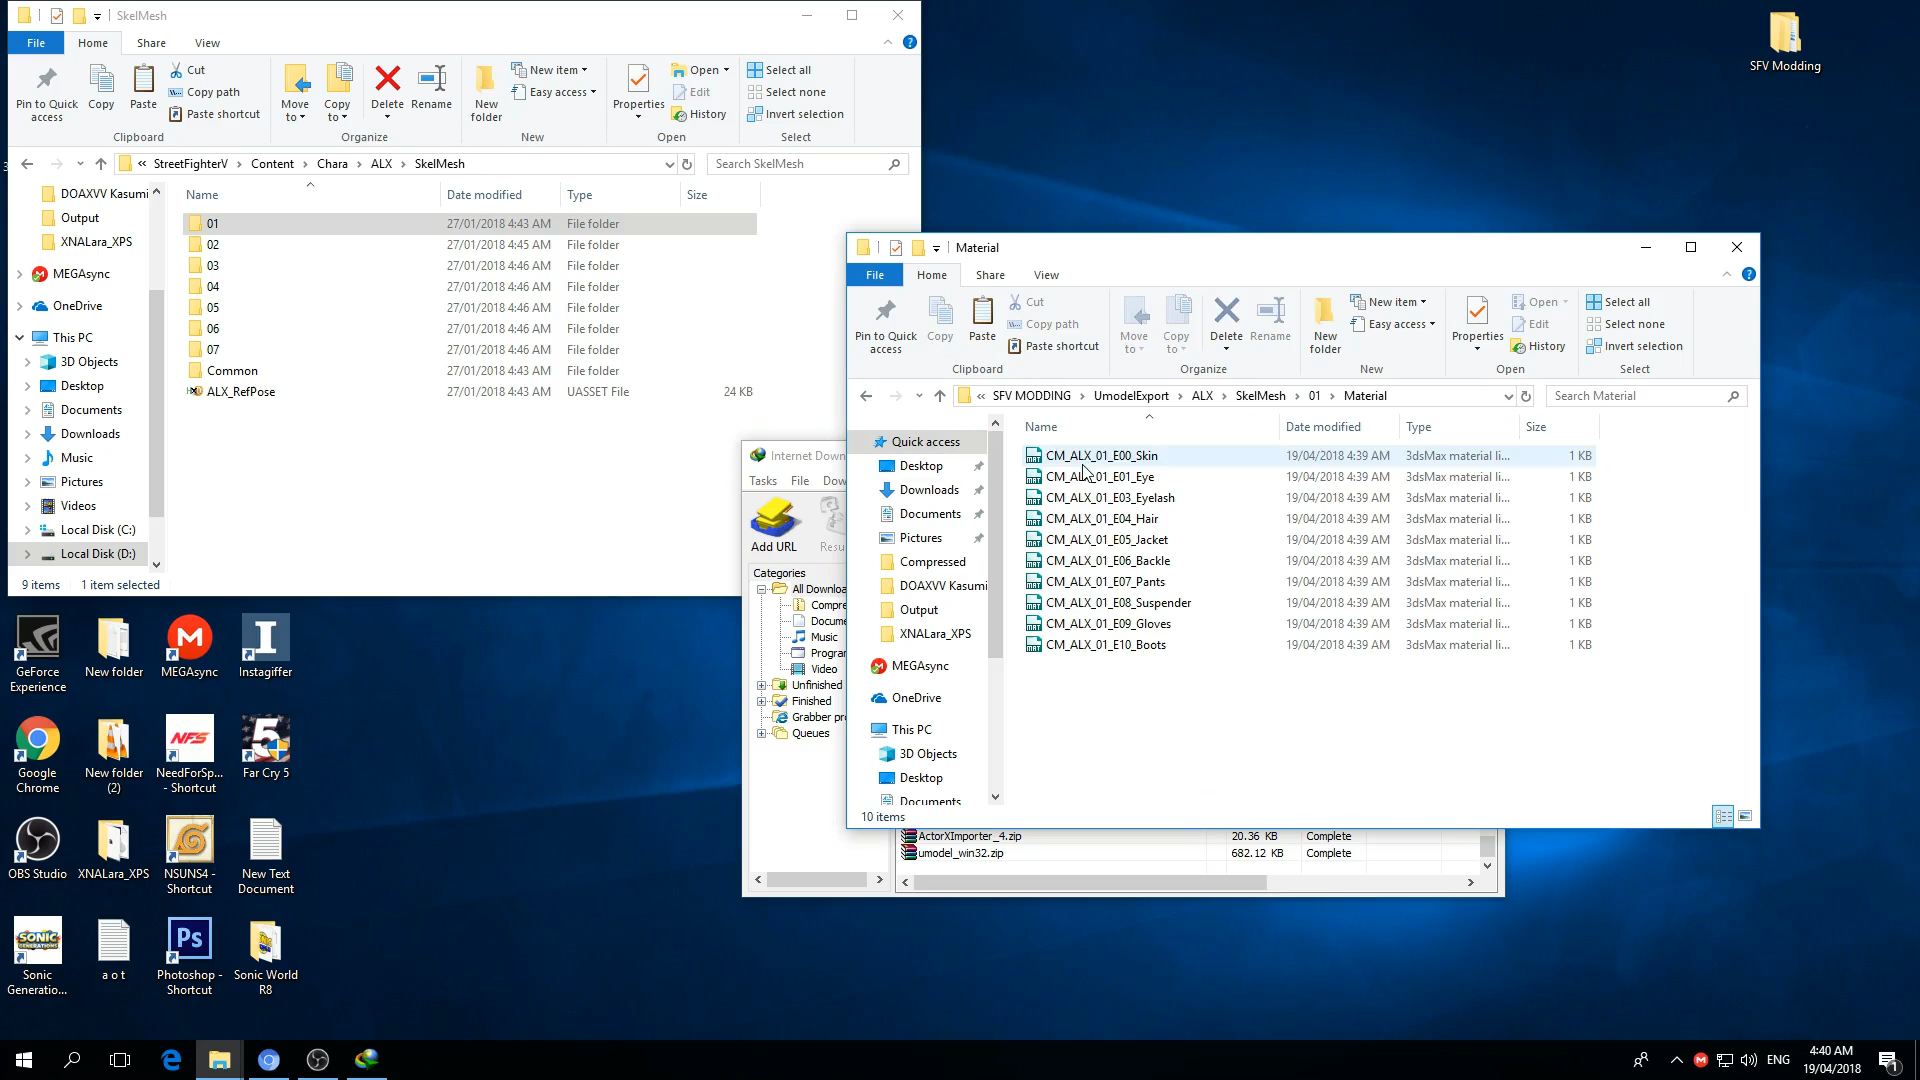 SkelMesh
File Home Share View
Pin to Quick access
Copy
Paste
Cut
Copy path
Paste shortcut
Move to
Copy to
Delete
Rename
New folder
New item
Easy access
Properties
Open
Edit
History
Select all
Select none
Invert selection
Clipboard Organize New Open Select
« StreetFighterV > Content > Chara > ALX > SkelMesh
Search SkelMesh
DOAXVV Kasumi
Output
XNALara_XPS
MEGAsync
OneDrive
This PC
3D Objects
Desktop
Documents
Downloads
Music
Pictures
Videos
Local Disk (C:)
Local Disk (D:)
Name Date modified Type Size
01 27/01/2018 4:43 AM File folder
02 27/01/2018 4:45 AM File folder
03 27/01/2018 4:46 AM File folder
04 27/01/2018 4:46 AM File folder
05 27/01/2018 4:46 AM File folder
06 27/01/2018 4:46 AM File folder
07 27/01/2018 4:46 AM File folder
Common 27/01/2018 4:43 AM File folder
ALX_RefPose 27/01/2018 4:43 AM UASSET File 24 KB
9 items 1 item selected
SFV Modding
Material
File Home Share View
Pin to Quick access
Copy
Paste
Cut
Copy path
Paste shortcut
Move to
Copy to
Delete
Rename
New folder
New item
Easy access
Properties
Open
Edit
History
Select all
Select none
Invert selection
Clipboard Organize New Open Select
« SFV MODDING > UmodelExport > ALX > SkelMesh > 01 > Material
Search Material
Quick access
Desktop
Downloads
Documents
Pictures
Compressed
DOAXVV Kasumi
Output
XNALara_XPS
MEGAsync
OneDrive
This PC
3D Objects
Desktop
Documents
Name Date modified Type Size
CM_ALX_01_E00_Skin 19/04/2018 4:39 AM 3dsMax material li... 1 KB
CM_ALX_01_E01_Eye 19/04/2018 4:39 AM 3dsMax material li... 1 KB
CM_ALX_01_E03_Eyelash 19/04/2018 4:39 AM 3dsMax material li... 1 KB
CM_ALX_01_E04_Hair 19/04/2018 4:39 AM 3dsMax material li... 1 KB
CM_ALX_01_E05_Jacket 19/04/2018 4:39 AM 3dsMax material li... 1 KB
CM_ALX_01_E06_Backle 19/04/2018 4:39 AM 3dsMax material li... 1 KB
CM_ALX_01_E07_Pants 19/04/2018 4:39 AM 3dsMax material li... 1 KB
CM_ALX_01_E08_Suspender 19/04/2018 4:39 AM 3dsMax material li... 1 KB
CM_ALX_01_E09_Gloves 19/04/2018 4:39 AM 3dsMax material li... 1 KB
CM_ALX_01_E10_Boots 19/04/2018 4:39 AM 3dsMax material li... 1 KB
10 items
Internet Down
Tasks File Dow
Add URL Resu
Categories
All Downloa
Compre
Docume
Music
Program
Video
Unfinished
Finished
Grabber pro
Queues
ActorXImporter_4.zip 20.36 KB Complete
umodel_win32.zip 682.12 KB Complete
GeForce Experience
New folder
MEGAsync
Instagiffer
Google Chrome
New folder (2)
NFS
NeedForSp... - Shortcut
5
Far Cry 5
OBS Studio
XNALara_XPS
NSUNS4 - Shortcut
New Text Document
Sonic Generatio...
a o t
Ps
Photoshop - Shortcut
Sonic World R8
ENG
4:40 AM
19/04/2018
1